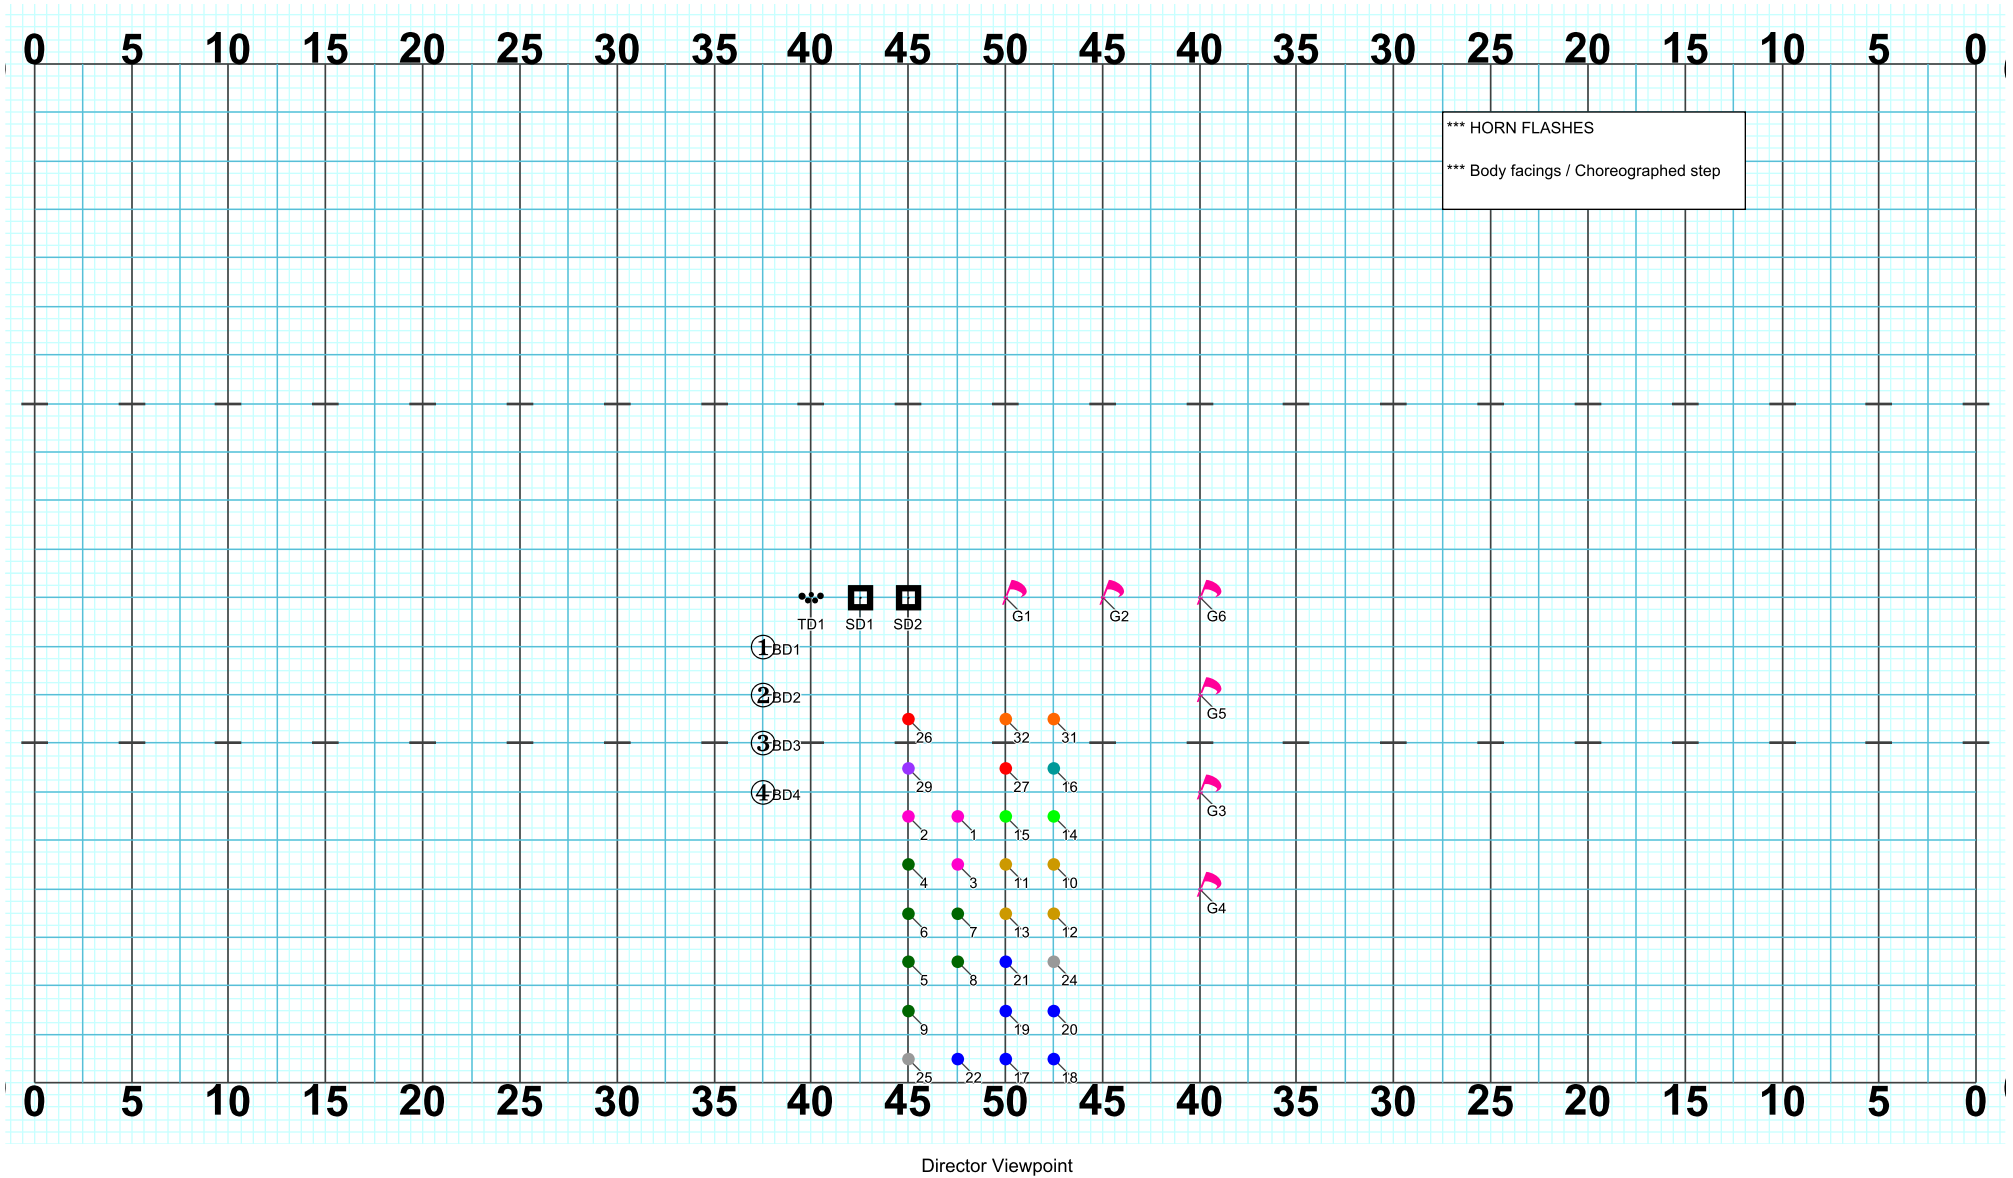 0 5 10 15 20 25 30 35 40 45 50 45 40 35 30 25 20 15 10 5 0
*** HORN FLASHES
*** Body facings / Choreographed step
TD1 SD1 SD2 G1 G2 G6
1 BD1
2 BD2
G5
26 32 31
3 BD3
29 27 16
4 BD4
G3
2 1 15 14
4 3 11 10
G4
6 7 13 12
5 8 21 24
9 19 20
25 22 17 18
0 5 10 15 20 25 30 35 40 45 50 45 40 35 30 25 20 15 10 5 0
Director Viewpoint